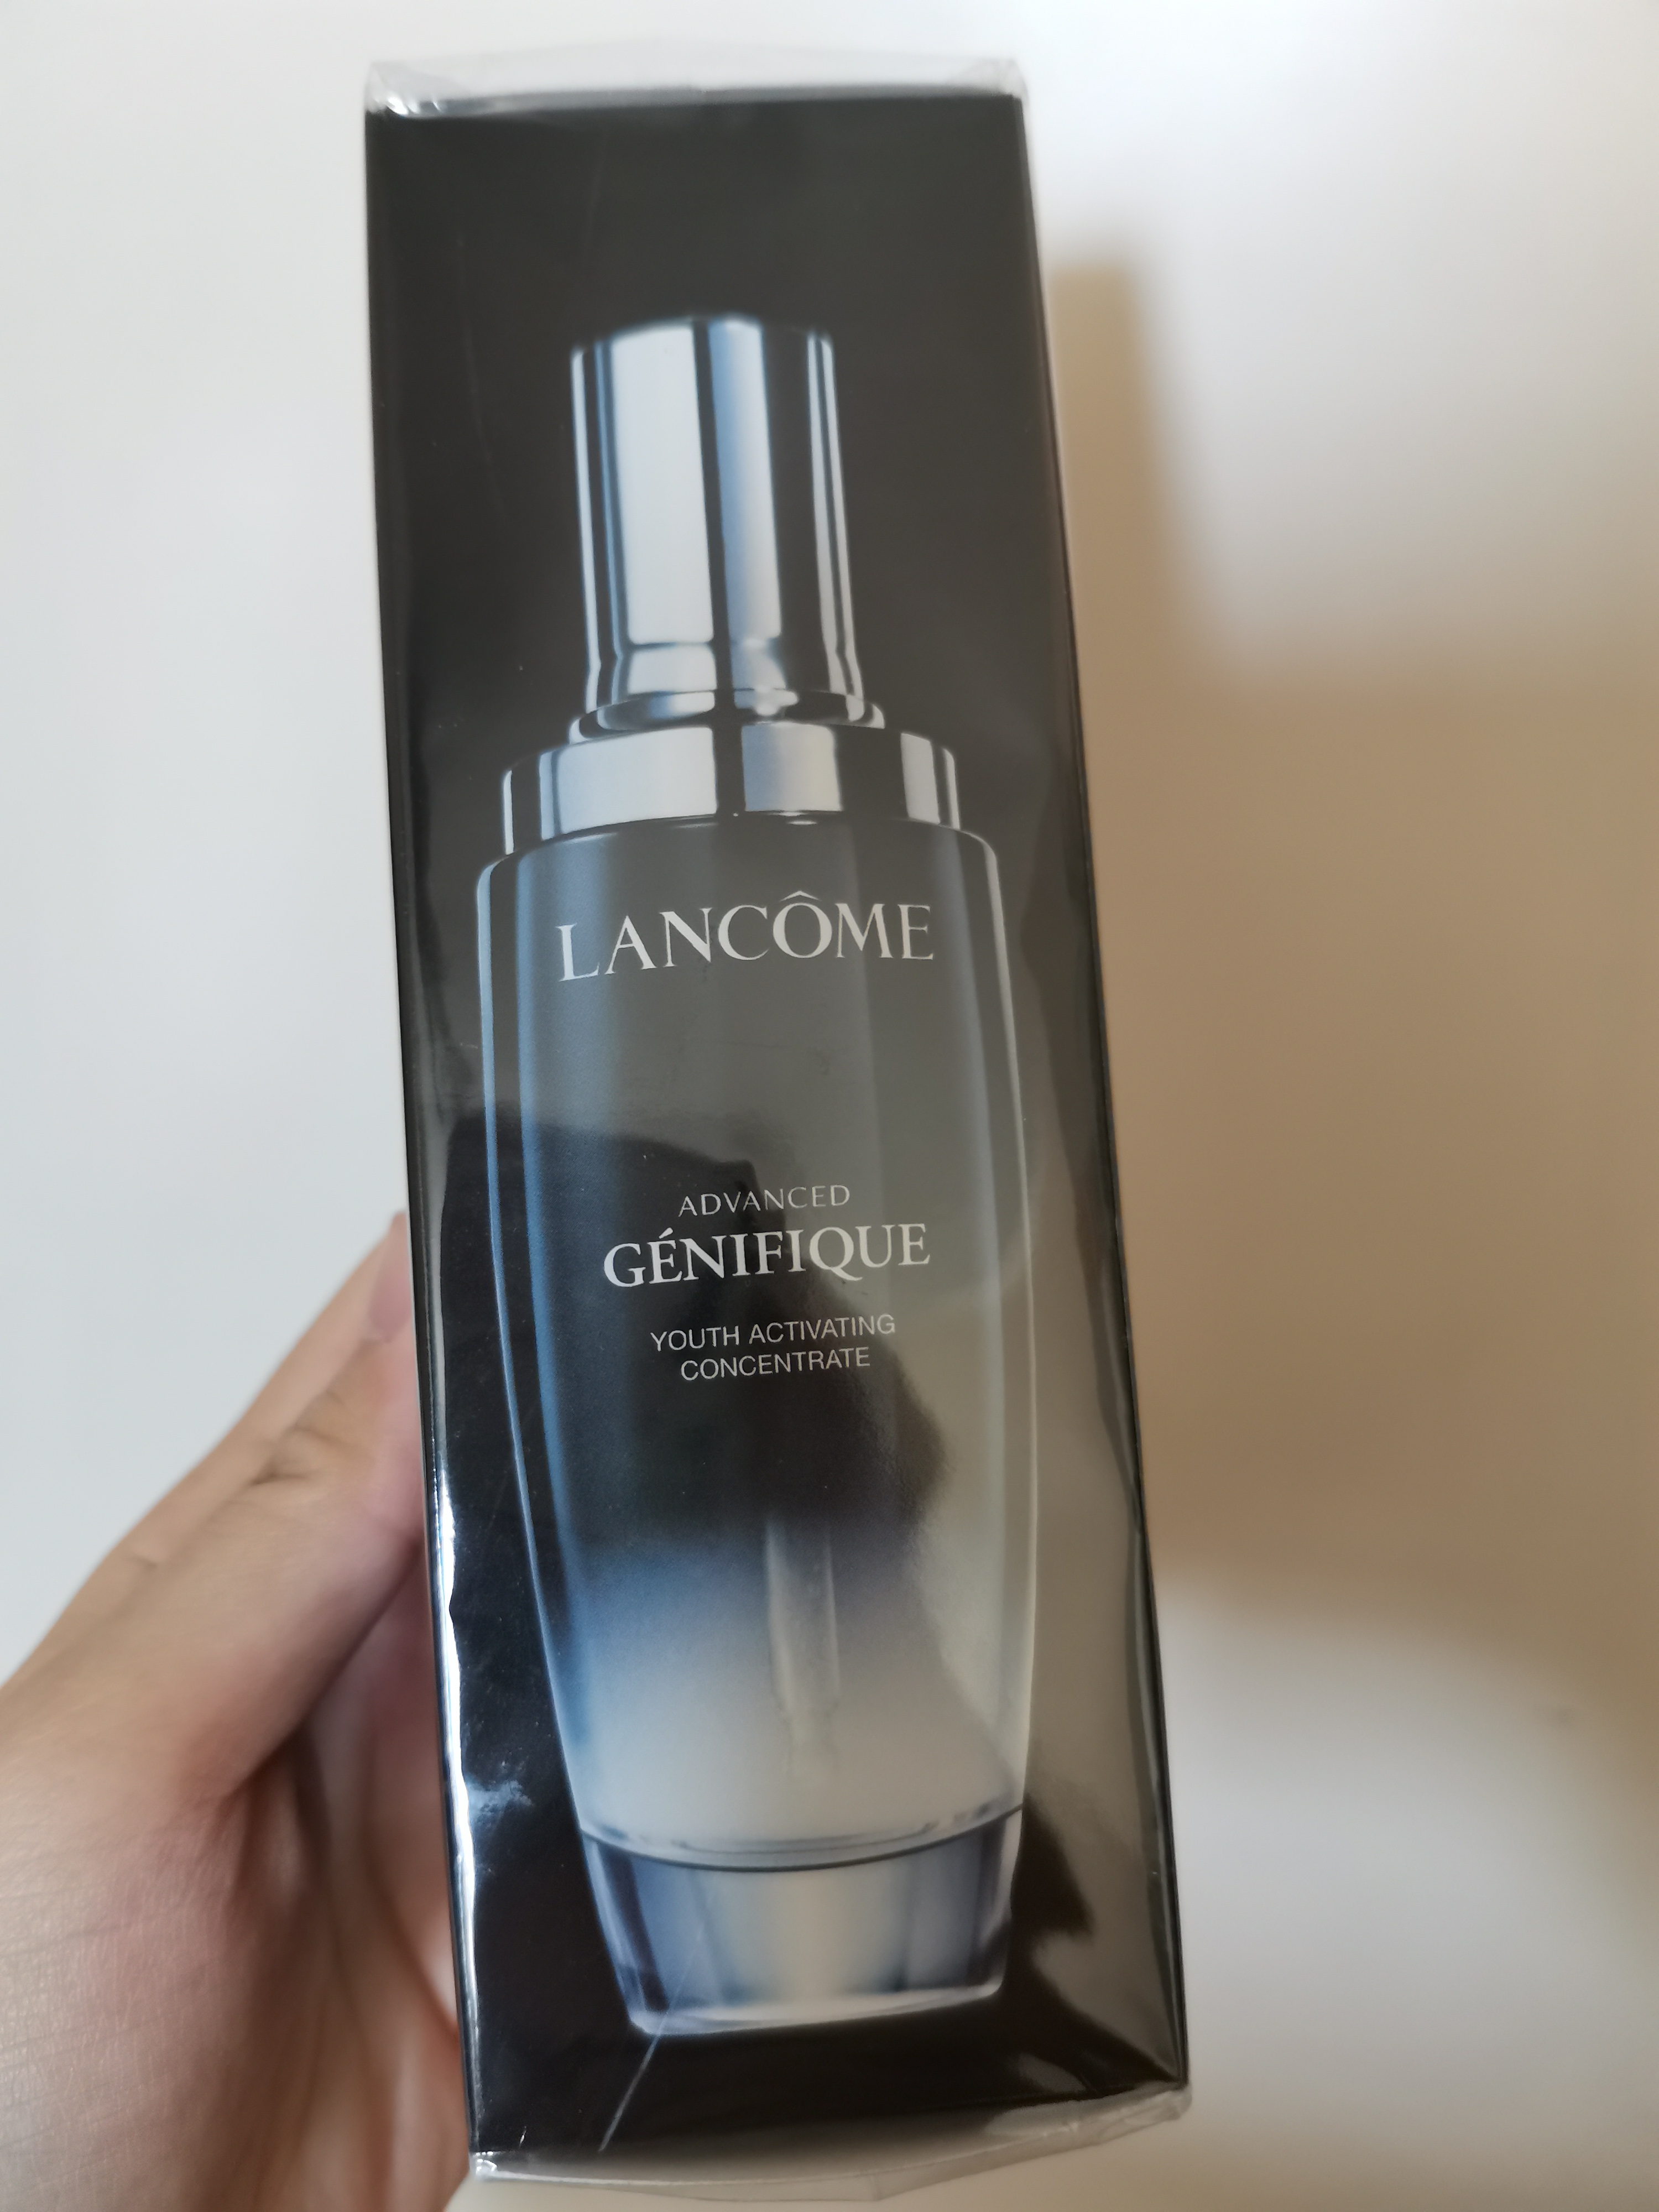 LANCÔME
ADVANCED
GÉNIFIQUE
YOUTH ACTIVATING
CONCENTRATE